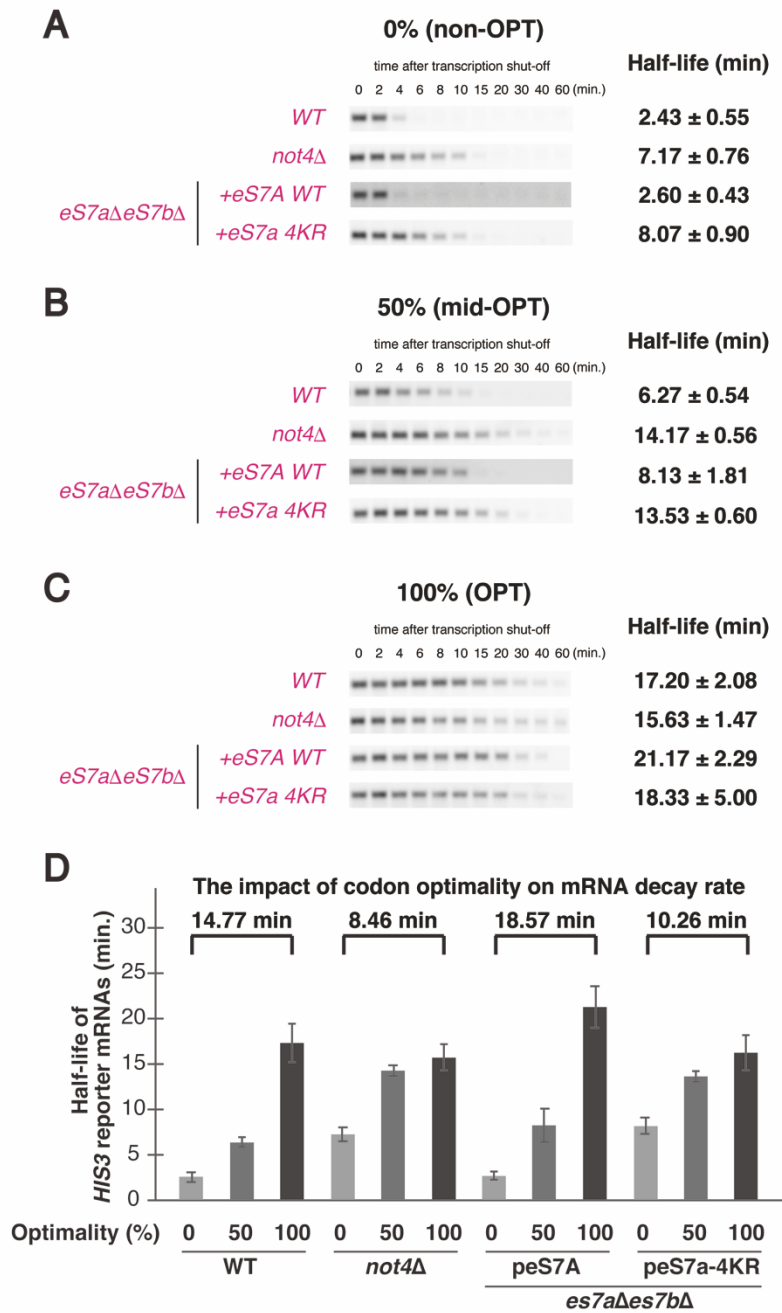 A
0% (non-OPT)
time after transcription shut-off
Half-life (min)
0 2 4 6 8 10 15 20 30 40 60 (min.)
WT 2.43 ± 0.55
not4Δ 7.17 ± 0.76
eS7aΔeS7bΔ
+eS7A WT 2.60 ± 0.43
+eS7a 4KR 8.07 ± 0.90
B
50% (mid-OPT)
time after transcription shut-off
Half-life (min)
0 2 4 6 8 10 15 20 30 40 60 (min.)
WT 6.27 ± 0.54
not4Δ 14.17 ± 0.56
eS7aΔeS7bΔ
+eS7A WT 8.13 ± 1.81
+eS7a 4KR 13.53 ± 0.60
C
100% (OPT)
time after transcription shut-off
Half-life (min)
0 2 4 6 8 10 15 20 30 40 60 (min.)
WT 17.20 ± 2.08
not4Δ 15.63 ± 1.47
eS7aΔeS7bΔ
+eS7A WT 21.17 ± 2.29
+eS7a 4KR 18.33 ± 5.00
D
The impact of codon optimality on mRNA decay rate
14.77 min 8.46 min 18.57 min 10.26 min
Half-life of
HIS3 reporter mRNAs (min.)
30
25
20
15
10
5
0
Optimality (%) 0 50 100 0 50 100 0 50 100 0 50 100
WT not4Δ peS7A peS7a-4KR
es7aΔes7bΔ